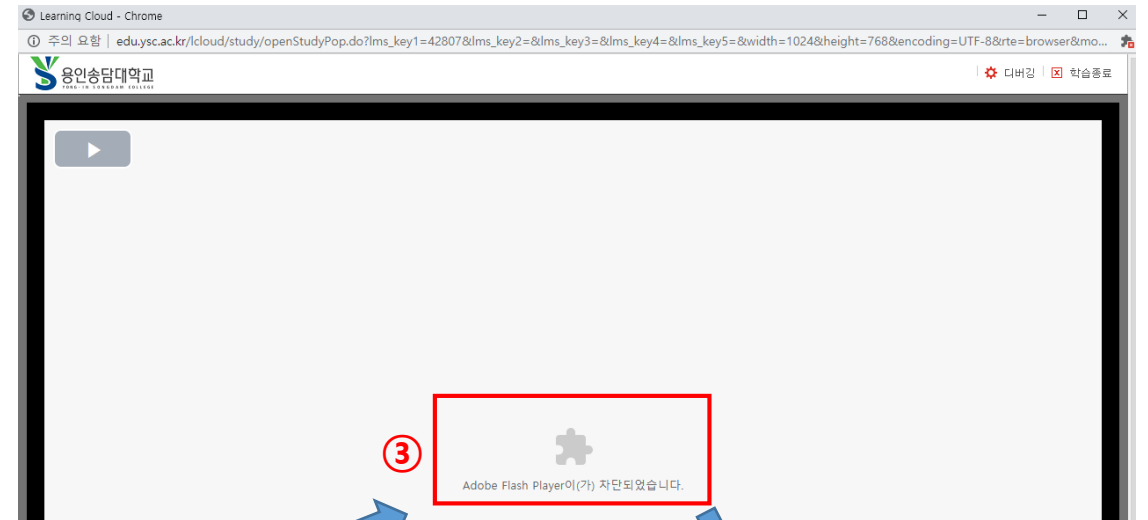 Learning Cloud - Chrome
주의 요함 | edu.ysc.ac.kr/lcloud/study/openStudyPop.do?lms_key1=42807&lms_key2=&lms_key3=&lms_key4=&lms_key5=&width=1024&height=768&encoding=UTF-8&rte=browser&mo...
용인송담대학교
YONG-IN SONGDAM COLLEGE
디버깅 | 학습종료
③
Adobe Flash Player이(가) 차단되었습니다.